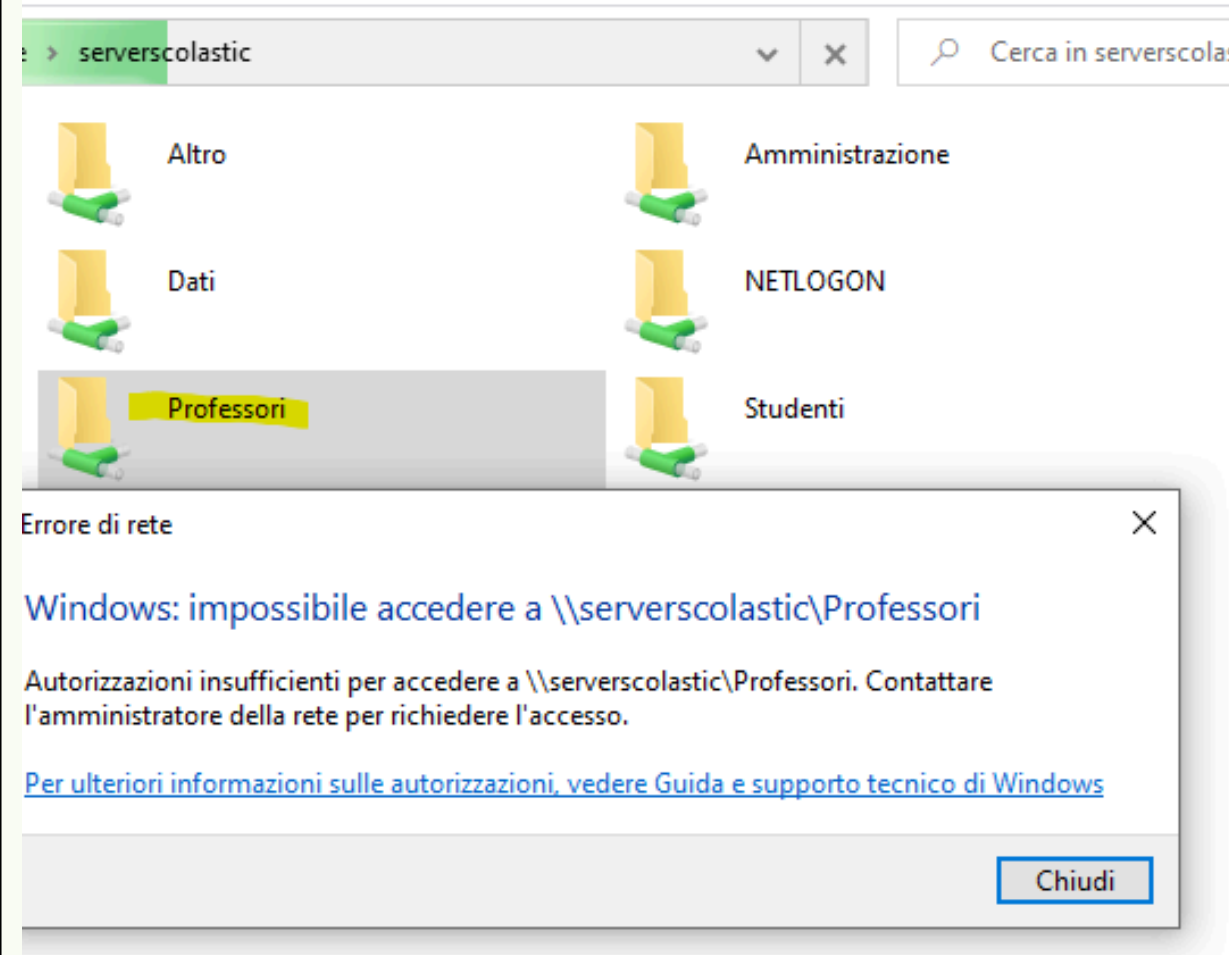 > serverscolastic
Cerca in serverscolas
Altro
Amministrazione
Dati
NETLOGON
Professori
Studenti
Errore di rete
Windows: impossibile accedere a \\serverscolastic\Professori
Autorizzazioni insufficienti per accedere a \\serverscolastic\Professori. Contattare
l'amministratore della rete per richiedere l'accesso.
Per ulteriori informazioni sulle autorizzazioni, vedere Guida e supporto tecnico di Windows
Chiudi